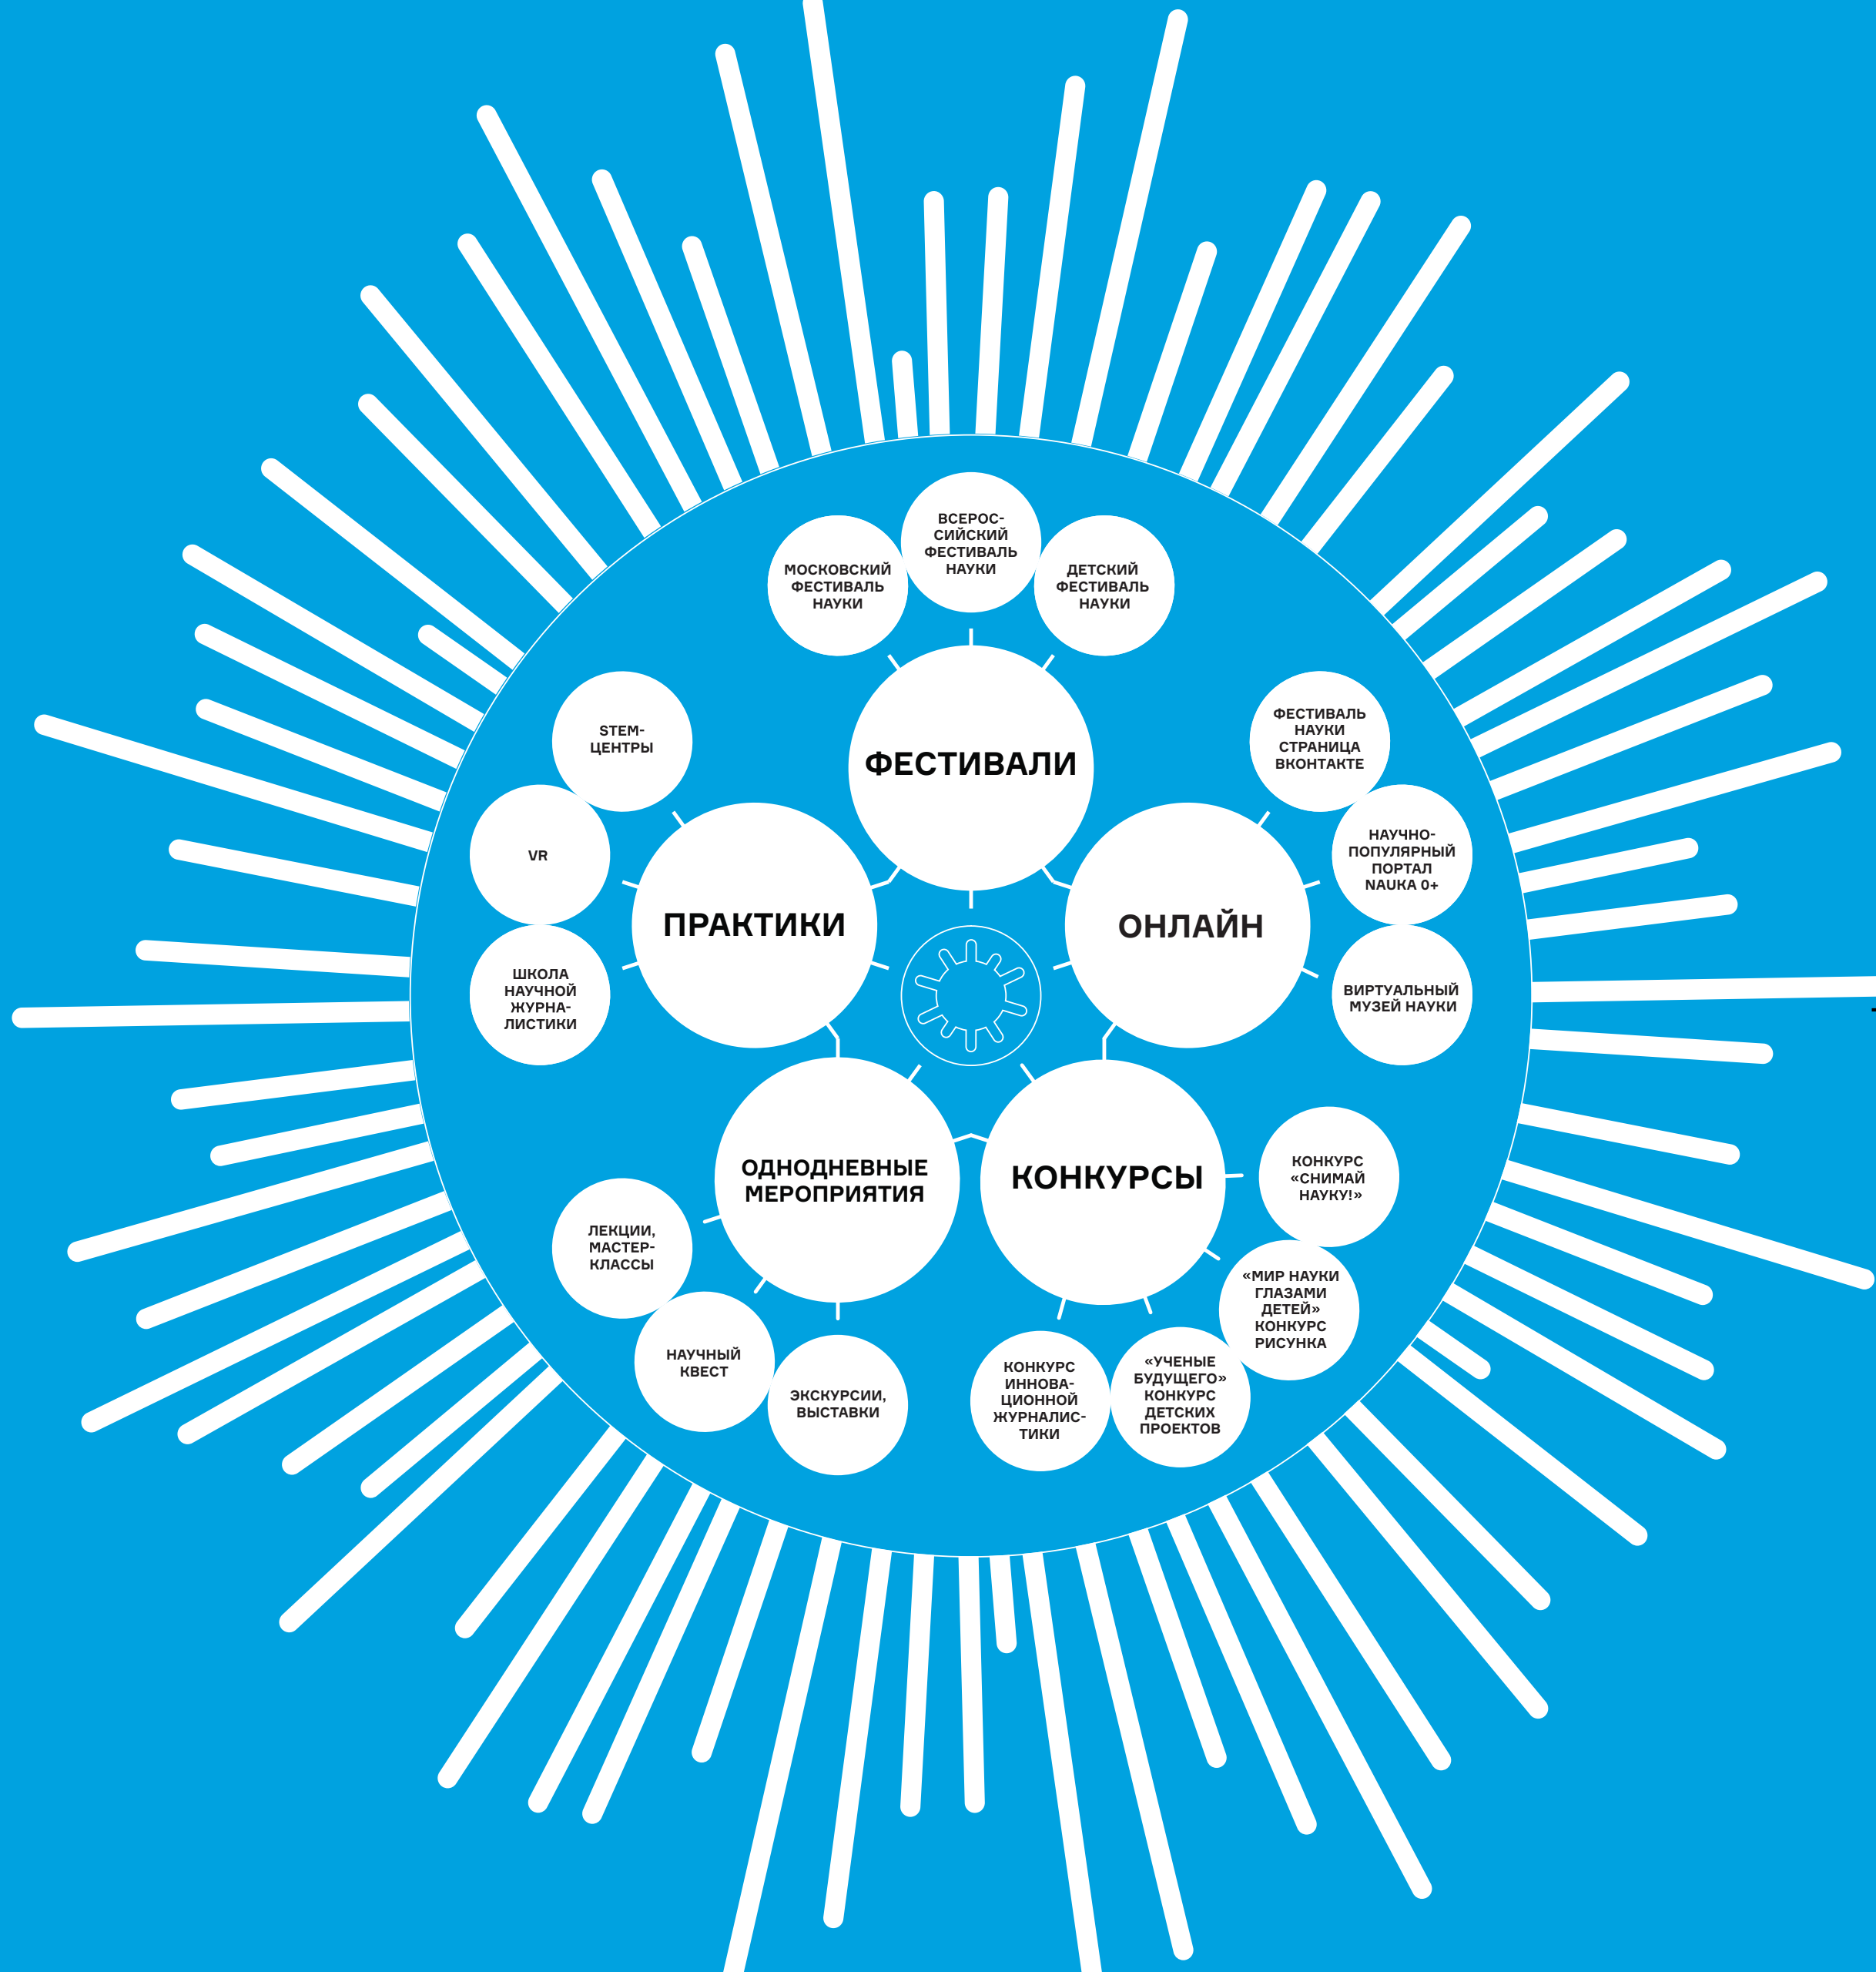 ВСЕРОС-
СИЙСКИЙ
ФЕСТИВАЛЬ
НАУКИ
МОСКОВСКИЙ
ФЕСТИВАЛЬ
НАУКИ
ДЕТСКИЙ
ФЕСТИВАЛЬ
НАУКИ
ФЕСТИВАЛИ
STEM-
ЦЕНТРЫ
VR
ШКОЛА
НАУЧНОЙ
ЖУРНА-
ЛИСТИКИ
ПРАКТИКИ
ОНЛАЙН
ФЕСТИВАЛЬ
НАУКИ
СТРАНИЦА
ВКОНТАКТЕ
НАУЧНО-
ПОПУЛЯРНЫЙ
ПОРТАЛ
NAUKA 0+
ВИРТУАЛЬНЫЙ
МУЗЕЙ НАУКИ
ОДНОДНЕВНЫЕ
МЕРОПРИЯТИЯ
ЛЕКЦИИ,
МАСТЕР-
КЛАССЫ
НАУЧНЫЙ
КВЕСТ
ЭКСКУРСИИ,
ВЫСТАВКИ
КОНКУРСЫ
КОНКУРС
«СНИМАЙ
НАУКУ!»
«МИР НАУКИ
ГЛАЗАМИ
ДЕТЕЙ»
КОНКУРС
РИСУНКА
«УЧЕНЫЕ
БУДУЩЕГО»
КОНКУРС
ДЕТСКИХ
ПРОЕКТОВ
КОНКУРС
ИННОВА-
ЦИОННОЙ
ЖУРНАЛИС-
ТИКИ